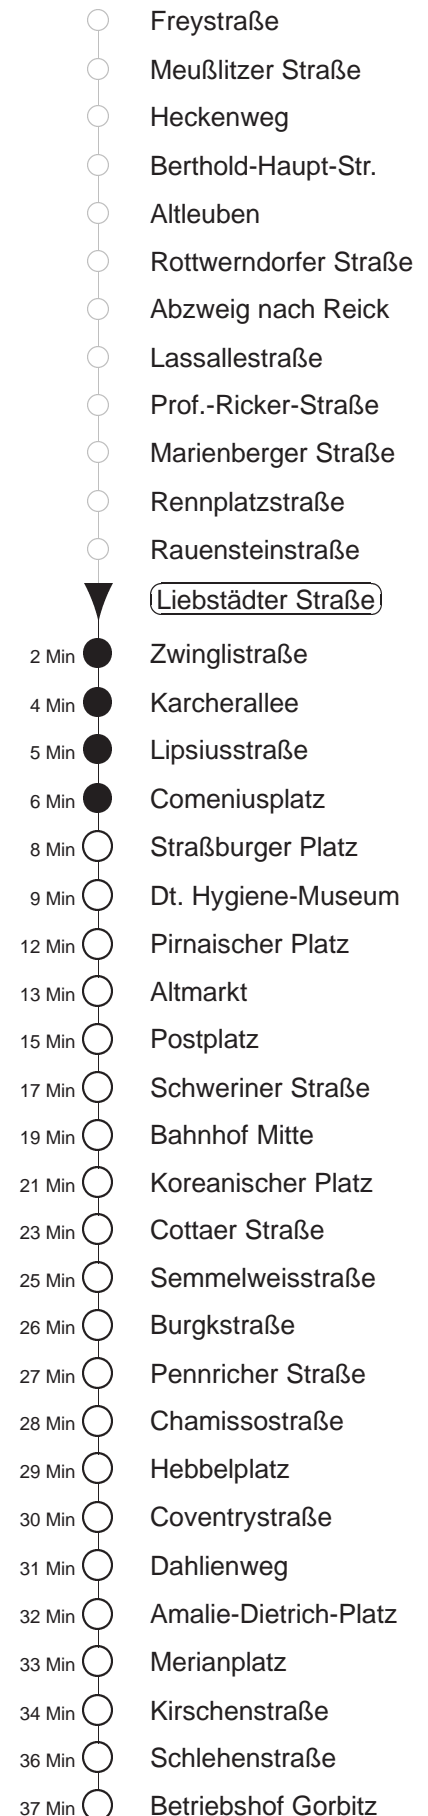 Freystraße
Meußlitzer Straße
Heckenweg
Berthold-Haupt-Str.
Altleuben
Rottwerndorfer Straße
Abzweig nach Reick
Lassallestraße
Prof.-Ricker-Straße
Marienberger Straße
Rennplatzstraße
Rauensteinstraße
Liebstädter Straße
2 Min Zwinglistraße
4 Min Karcherallee
5 Min Lipsiusstraße
6 Min Comeniusplatz
8 Min Straßburger Platz
9 Min Dt. Hygiene-Museum
12 Min Pirnaischer Platz
13 Min Altmarkt
15 Min Postplatz
17 Min Schweriner Straße
19 Min Bahnhof Mitte
21 Min Koreanischer Platz
23 Min Cottaer Straße
25 Min Semmelweisstraße
26 Min Burgkstraße
27 Min Pennricher Straße
28 Min Chamissostraße
29 Min Hebbelplatz
30 Min Coventrystraße
31 Min Dahlienweg
32 Min Amalie-Dietrich-Platz
33 Min Merianplatz
34 Min Kirschenstraße
36 Min Schlehenstraße
37 Min Betriebshof Gorbitz